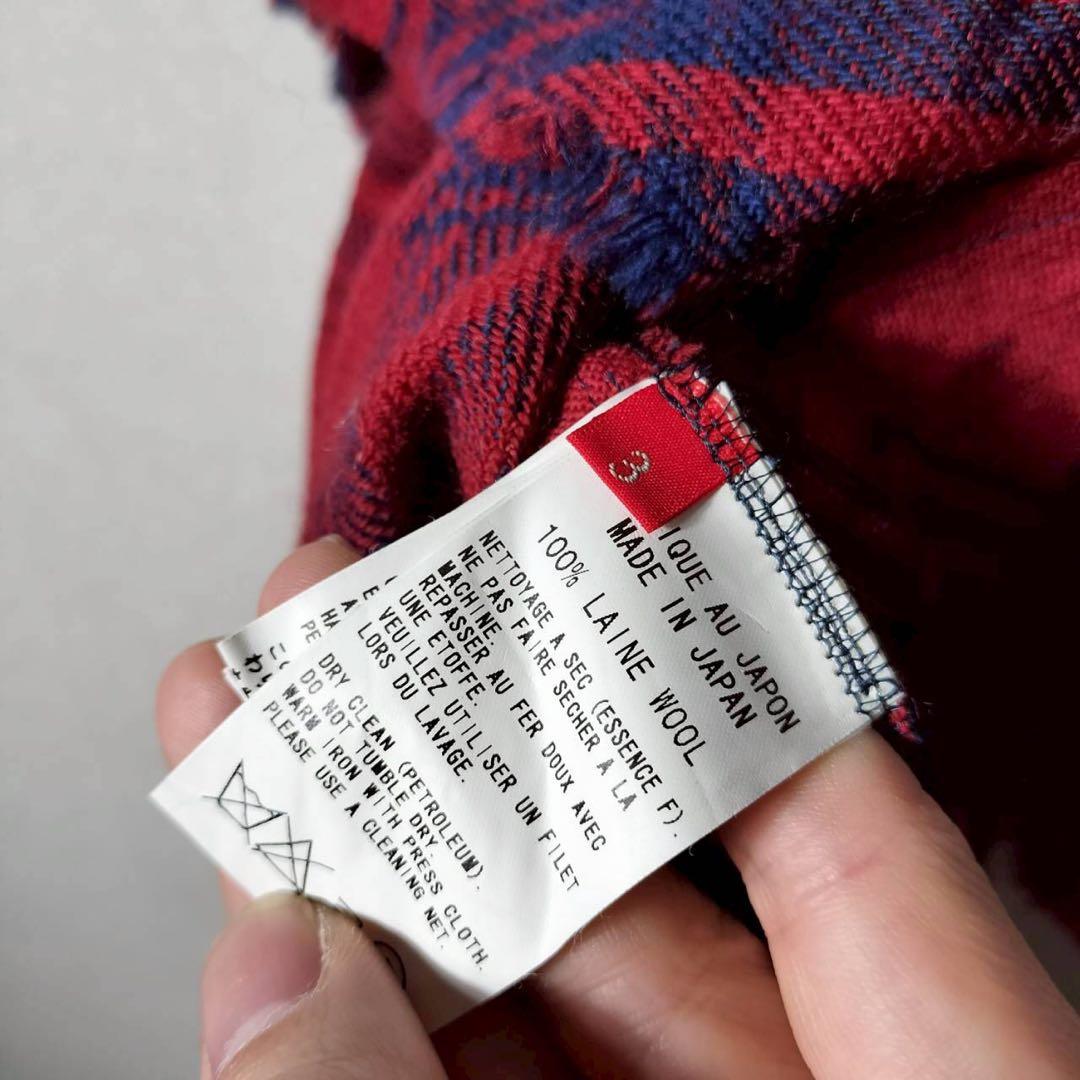 3
IQUE AU JAPON
MADE IN JAPAN
100% LAINE WOOL
NETTOYAGE A SEC (ESSENCE F).
NE PAS FAIRE SECHER A LA
MACHINE.
REPASSER AU FER DOUX AVEC
UNE ETOFFE.
VEUILLEZ UTILISER UN FILET
LORS DU LAVAGE.
DRY CLEAN (PETROLEUM).
DO NOT TUMBLE DRY.
WARM IRON WITH PRESS CLOTH.
PLEASE USE A CLEANING NET.